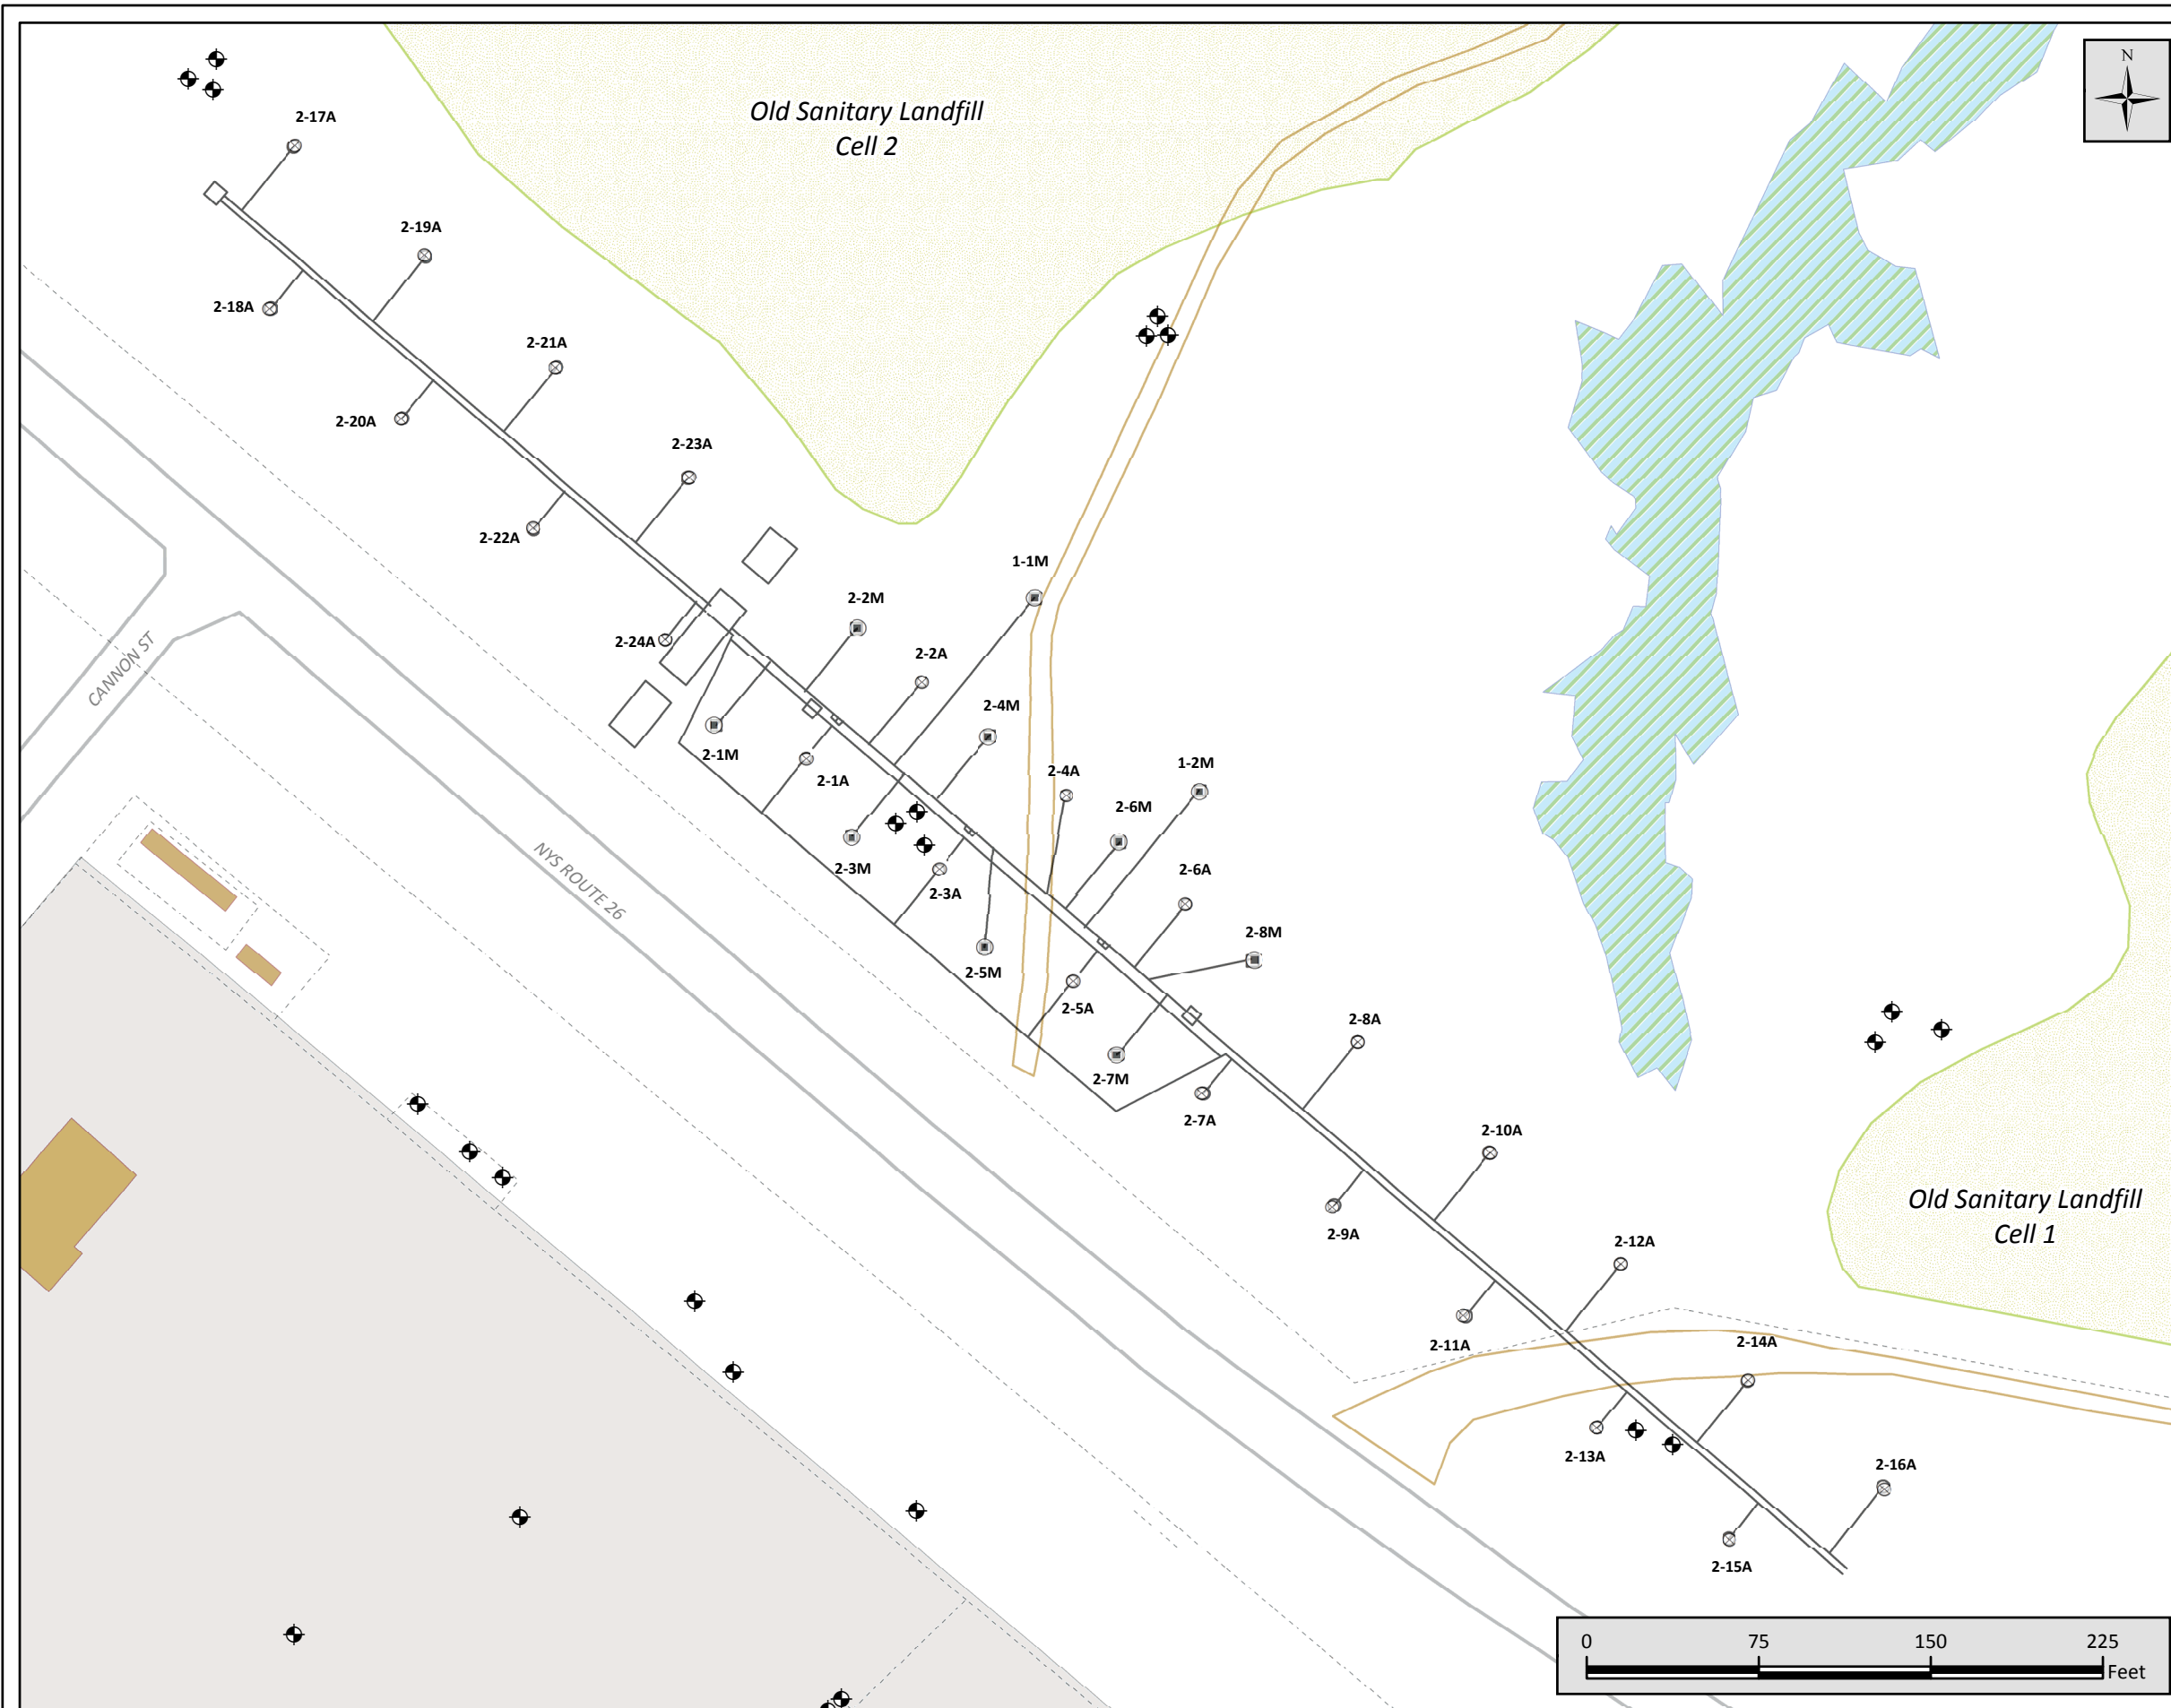 N
Old Sanitary Landfill
Cell 2
2-17A
2-19A
2-18A
2-21A
2-20A
2-23A
2-22A
1-1M
2-2M
2-24A
2-2A
2-4M
2-1M
2-1A
2-4A
1-2M
2-6M
2-3M
2-3A
2-6A
2-8M
2-5M
2-5A
2-8A
2-7M
2-7A
2-10A
2-9A
2-12A
2-11A
2-14A
2-13A
2-16A
2-15A
CANNON ST
NYS ROUTE 26
Old Sanitary Landfill
Cell 1
0 75 150 225
Feet